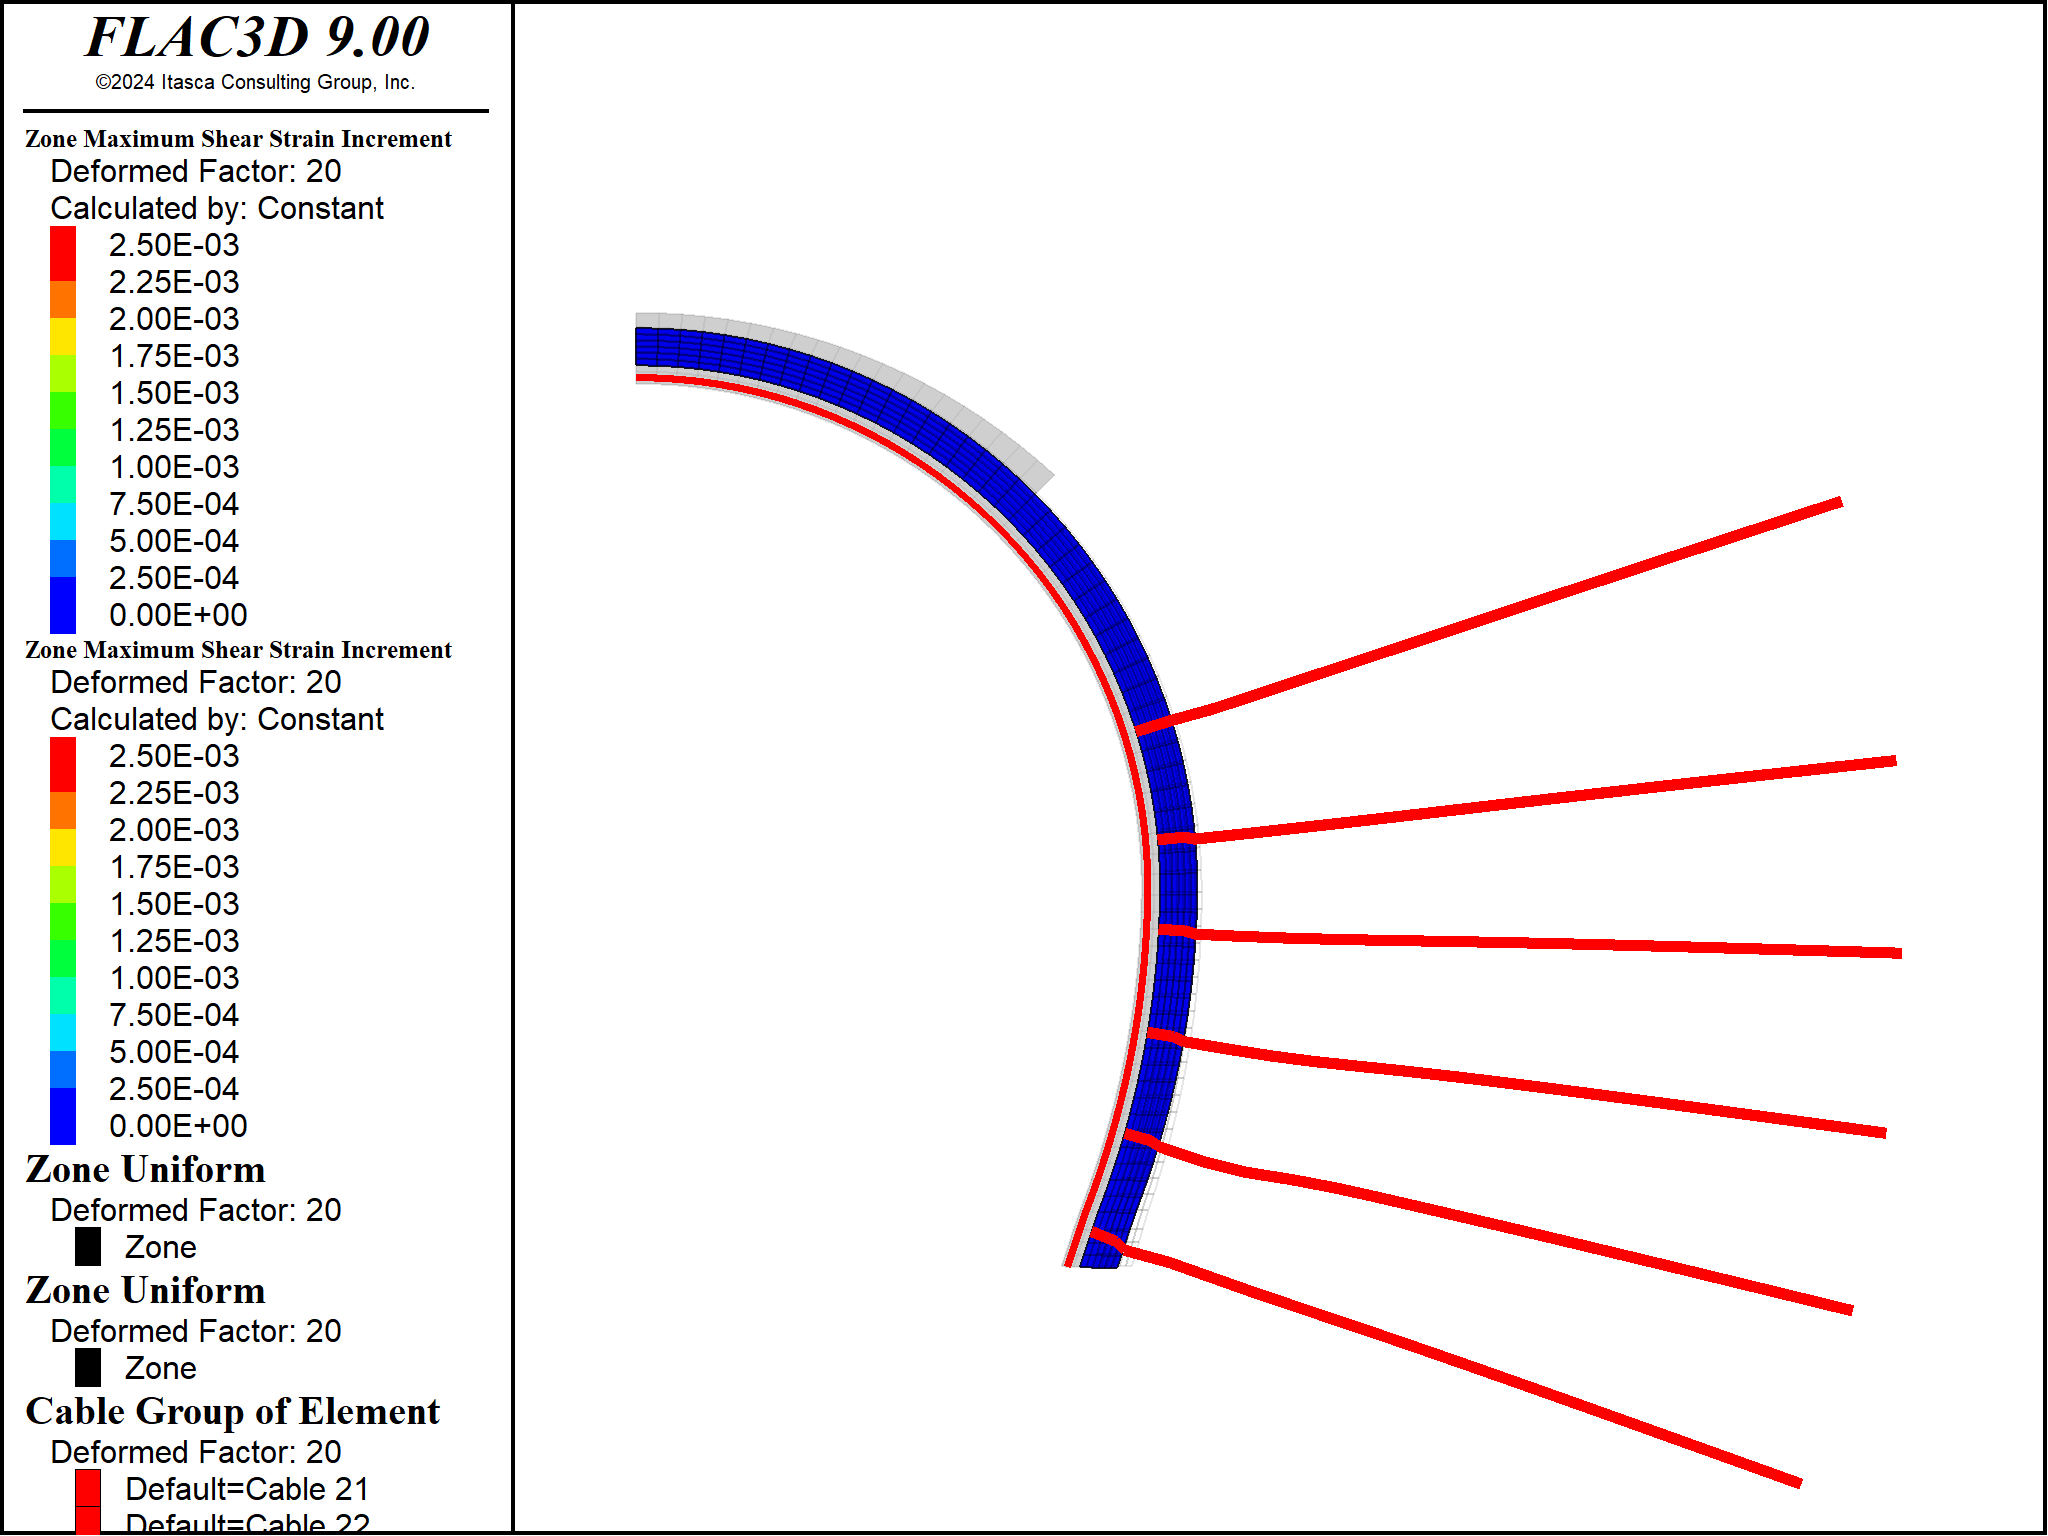 FLAC3D 9.00
©2024 Itasca Consulting Group, Inc.
Zone Maximum Shear Strain Increment
Deformed Factor: 20
Calculated by: Constant
2.50E-03
2.25E-03
2.00E-03
1.75E-03
1.50E-03
1.25E-03
1.00E-03
7.50E-04
5.00E-04
2.50E-04
0.00E+00
Zone Maximum Shear Strain Increment
Deformed Factor: 20
Calculated by: Constant
2.50E-03
2.25E-03
2.00E-03
1.75E-03
1.50E-03
1.25E-03
1.00E-03
7.50E-04
5.00E-04
2.50E-04
0.00E+00
Zone Uniform
Deformed Factor: 20
Zone
Zone Uniform
Deformed Factor: 20
Zone
Cable Group of Element
Deformed Factor: 20
Default=Cable 21
Default=Cable 22